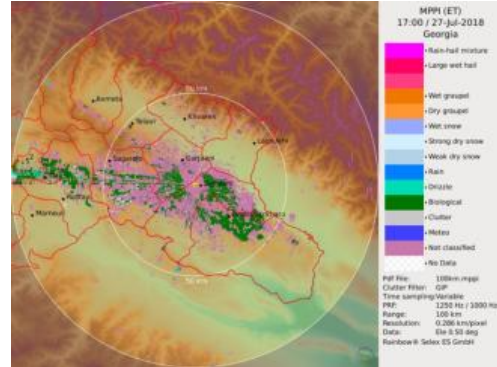 MPPI (ET)
17:00 / 27-Jul-2018
Georgia
Rain-hail mixture
Large wet hail
Wet graupel
Dry graupel
Wet snow
Strong dry snow
Weak dry snow
Rain
Drizzle
Biological
Clutter
Meteo
Not classified
No Data
Pdf File: 100km.mppi
Clutter Filter: GIP
Time sampling:Variable
PRF: 1250 Hz / 1000 Hz
Range: 100 km
Resolution: 0.286 km/pixel
Data: Ele 0.50 deg
Rainbow® Selex ES GmbH
Akhmeta
Telavi
Kvareli
Lagodekhi
Sagarejo
Gurjaani
Marneuli
50 km